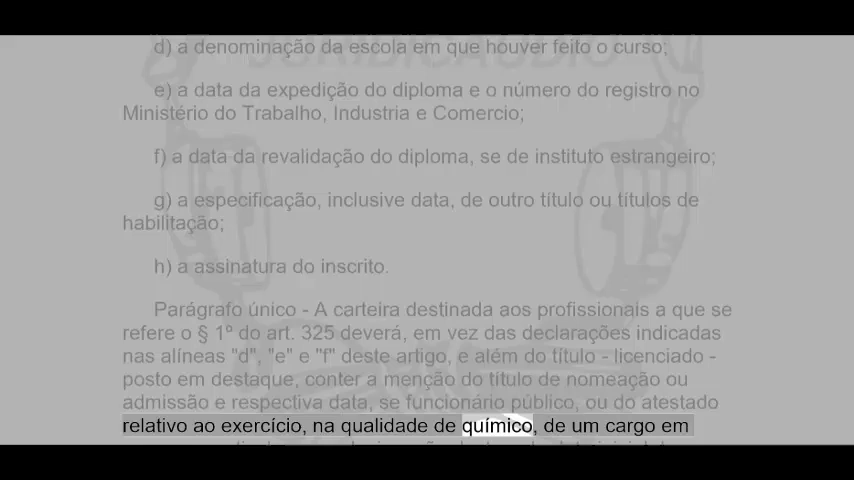 d) a denominação da escola em que houver feito o curso;
e) a data da expedição do diploma e o número do registro no
Ministério do Trabalho, Industria e Comercio;
f) a data da revalidação do diploma, se de instituto estrangeiro;
g) a especificação, inclusive data, de outro título ou títulos de
habilitação;
h) a assinatura do inscrito.
Parágrafo único - A carteira destinada aos profissionais a que se
refere o § 1º do art. 325 deverá, em vez das declarações indicadas
nas alíneas "d", "e" e "f" deste artigo, e além do título - licenciado -
posto em destaque, conter a menção do título de nomeação ou
admissão e respectiva data, se funcionário público, ou do atestado
relativo ao exercício, na qualidade de químico, de um cargo em